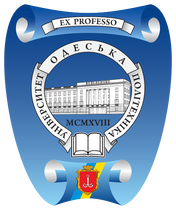 EX PROFESSO
УНІВЕРСИТЕТ ОДЕСЬКА ПОЛІТЕХНІКА
MCMXVIII